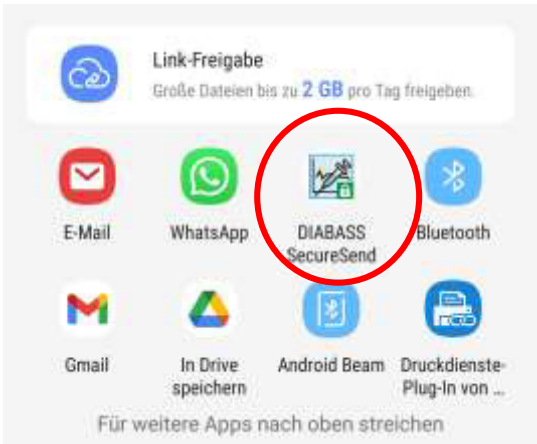 Link-Freigabe
Große Dateien bis zu 2 GB pro Tag freigeben.
E-Mail
WhatsApp
DIABASS
SecureSend
Bluetooth
Gmail
In Drive
speichern
Android Beam
Druckdienste-
Plug-In von ...
Für weitere Apps nach oben streichen